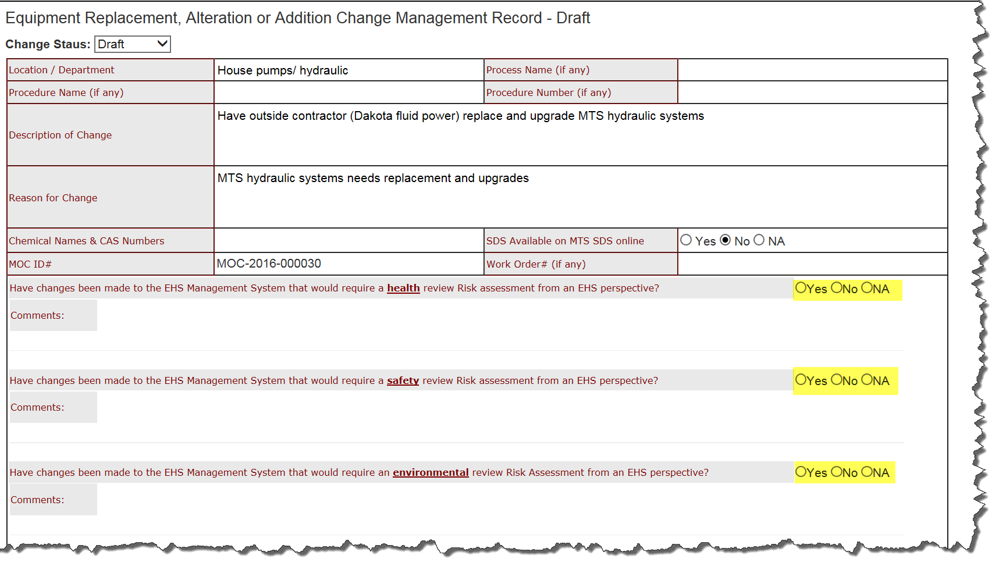 Equipment Replacement, Alteration or Addition Change Management Record - Draft
Change Staus: Draft
Location / Department House pumps/ hydraulic Process Name (if any)
Procedure Name (if any) Procedure Number (if any)
Description of Change Have outside contractor (Dakota fluid power) replace and upgrade MTS hydraulic systems
Reason for Change MTS hydraulic systems needs replacement and upgrades
Chemical Names & CAS Numbers SDS Available on MTS SDS online Yes No NA
MOC ID# MOC-2016-000030 Work Order# (if any)
Have changes been made to the EHS Management System that would require a health review Risk assessment from an EHS perspective? Yes No NA
Comments:
Have changes been made to the EHS Management System that would require a safety review Risk assessment from an EHS perspective? Yes No NA
Comments:
Have changes been made to the EHS Management System that would require an environmental review Risk Assessment from an EHS perspective? Yes No NA
Comments: